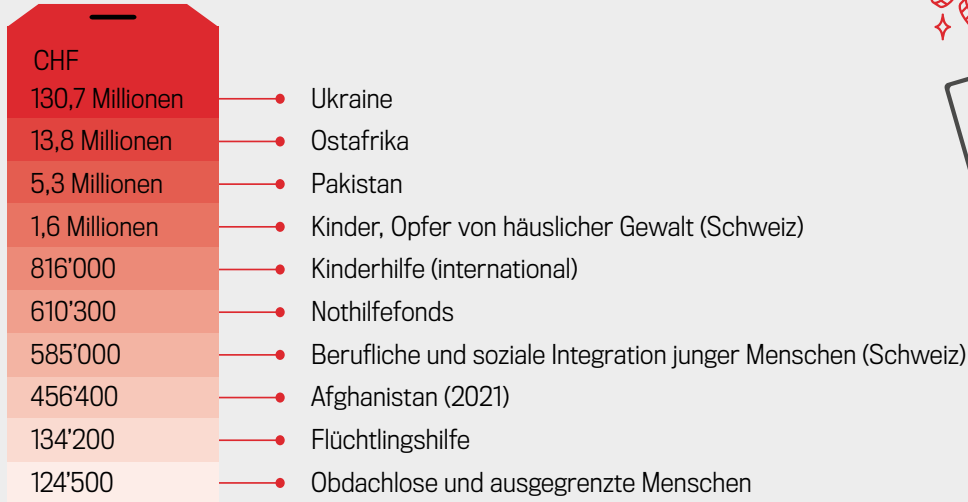 CHF
130,7 Millionen Ukraine
13,8 Millionen Ostafrika
5,3 Millionen Pakistan
1,6 Millionen Kinder, Opfer von häuslicher Gewalt (Schweiz)
816’000 Kinderhilfe (international)
610’300 Nothilfefonds
585’000 Berufliche und soziale Integration junger Menschen (Schweiz)
456’400 Afghanistan (2021)
134’200 Flüchtlingshilfe
124’500 Obdachlose und ausgegrenzte Menschen